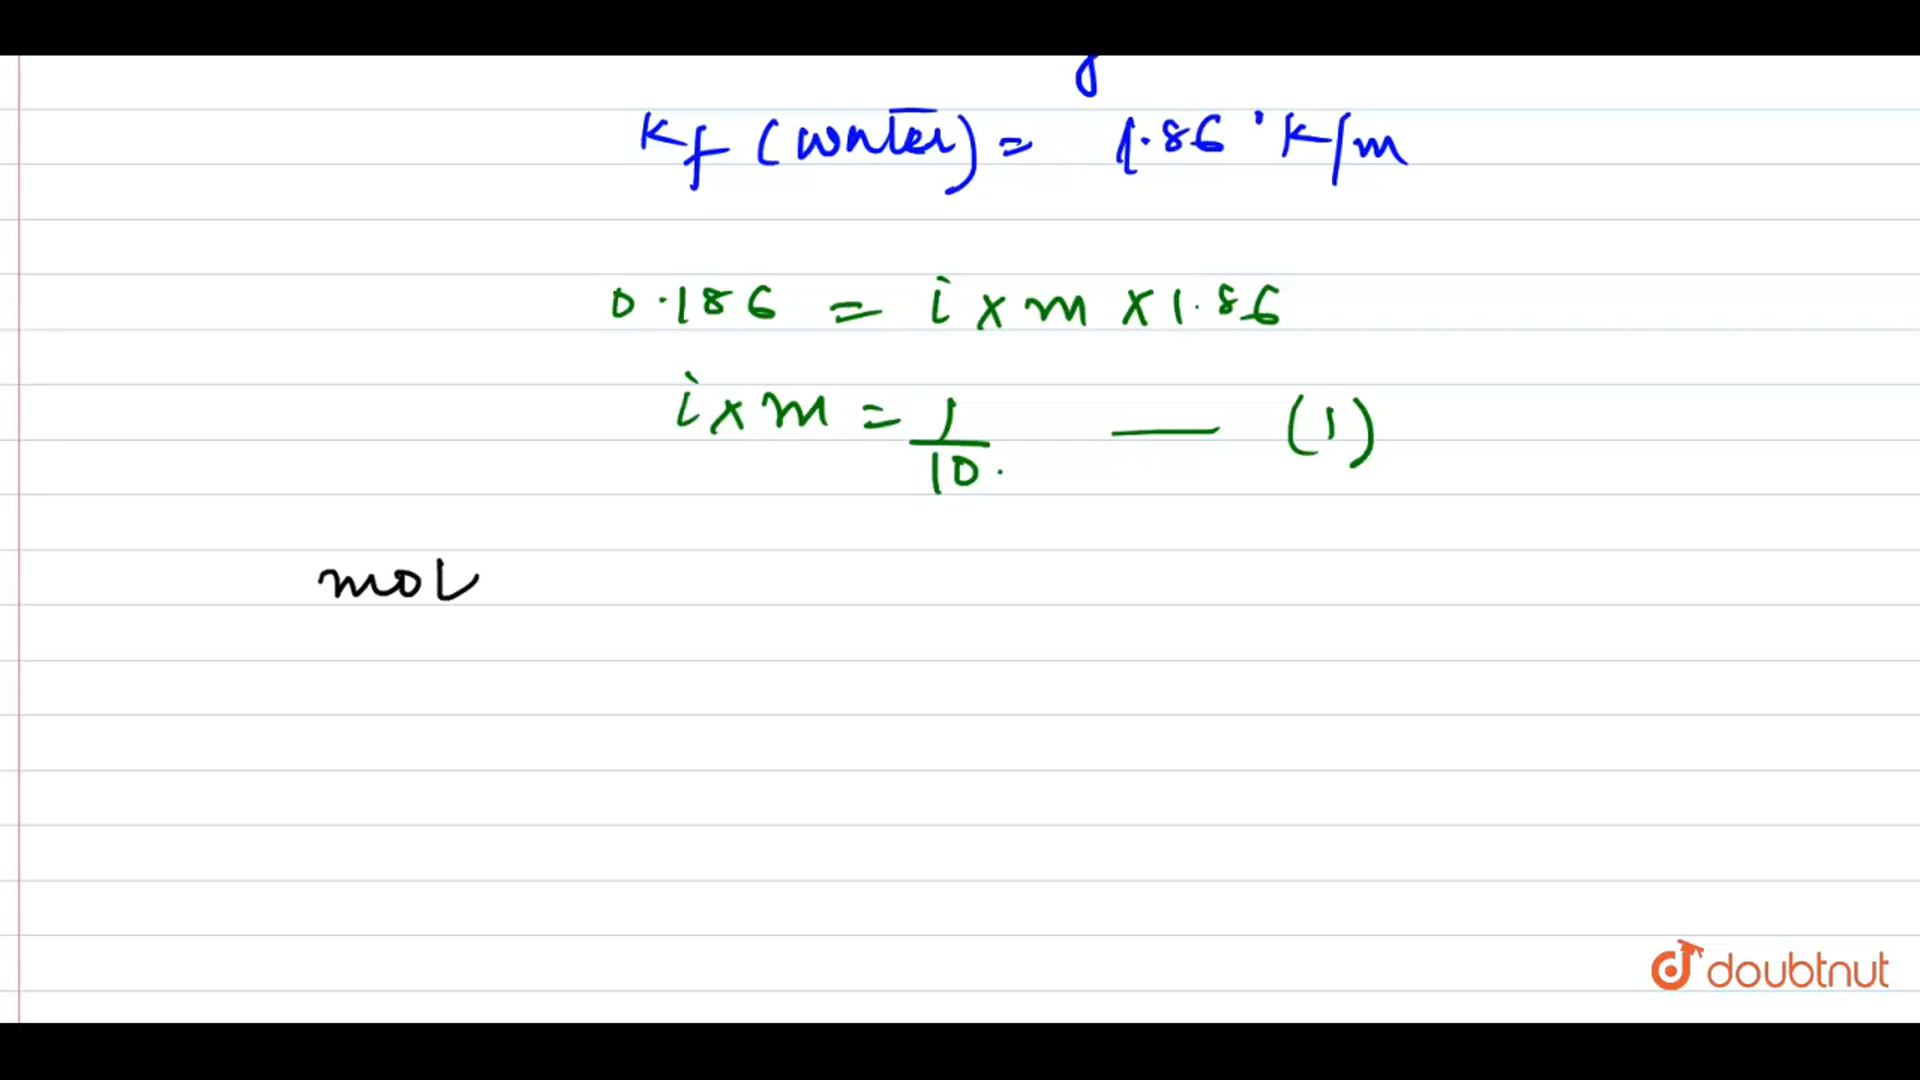 Kf (water) = 1.86 °K/m
0.186 = i x m x 1.86
i x m = 1/10. — (1)
mol
doubtnut